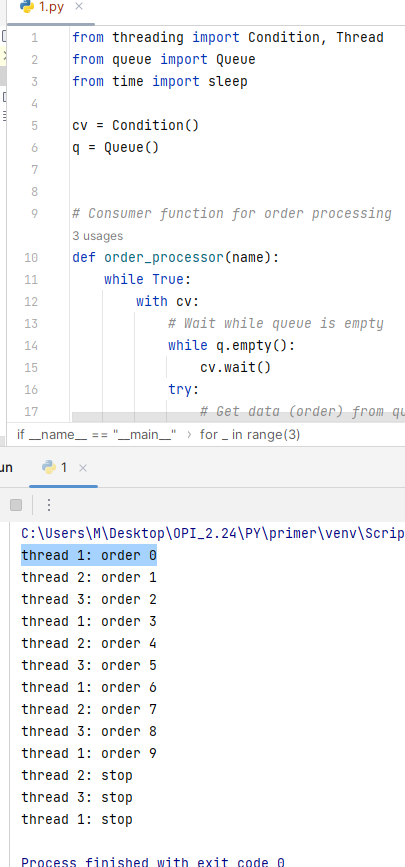 1.py
1 from threading import Condition, Thread
2 from queue import Queue
3 from time import sleep
4
5 cv = Condition()
6 q = Queue()
7
8
9 # Consumer function for order processing
3 usages
10 def order_processor(name):
11 while True:
12 with cv:
13 # Wait while queue is empty
14 while q.empty():
15 cv.wait()
16 try:
17 # Get data (order) from qu
if __name__ == "__main__" › for _ in range(3)
un 1
C:\Users\M\Desktop\OPI_2.24\PY\primer\venv\Scrip
thread 1: order 0
thread 2: order 1
thread 3: order 2
thread 1: order 3
thread 2: order 4
thread 3: order 5
thread 1: order 6
thread 2: order 7
thread 3: order 8
thread 1: order 9
thread 2: stop
thread 3: stop
thread 1: stop
Process finished with exit code 0